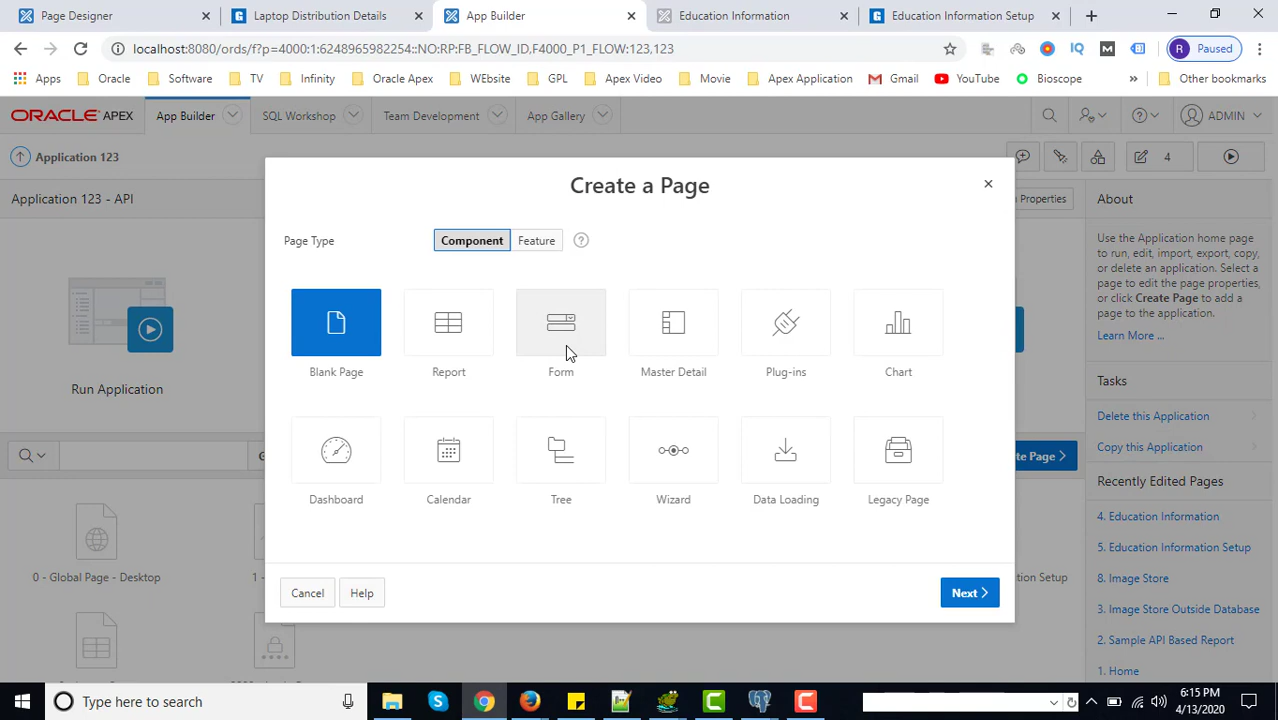 Page Designer
Laptop Distribution Details
App Builder
Education Information
Education Information Setup
localhost:8080/ords/f?p=4000:1:6248965982254::NO:RP:FB_FLOW_ID,F4000_P1_FLOW:123,123
R Paused
Apps
Oracle
Software
TV
Infinity
Oracle Apex
WEbsite
GPL
Apex Video
Movie
Apex Application
Gmail
YouTube
Bioscope
Other bookmarks
ORACLE APEX
App Builder
SQL Workshop
Team Development
App Gallery
ADMIN
Application 123
4
Application 123 - API
Properties
About
Use the Application home page
to run, edit, import, export, copy,
or delete an application. Select a
page to edit the page properties,
or click Create Page to add a
page to the application.
Learn More ...
Run Application
Create a Page
Page Type
Component
Feature
Blank Page
Report
Form
Master Detail
Plug-ins
Chart
Dashboard
Calendar
Tree
Wizard
Data Loading
Legacy Page
Cancel
Help
Next
Tasks
Delete this Application
Copy this Application
Page
Recently Edited Pages
4. Education Information
5. Education Information Setup
8. Image Store
3. Image Store Outside Database
2. Sample API Based Report
1. Home
0 - Global Page - Desktop
1 -
Setup
Type here to search
6:15 PM
4/13/2020